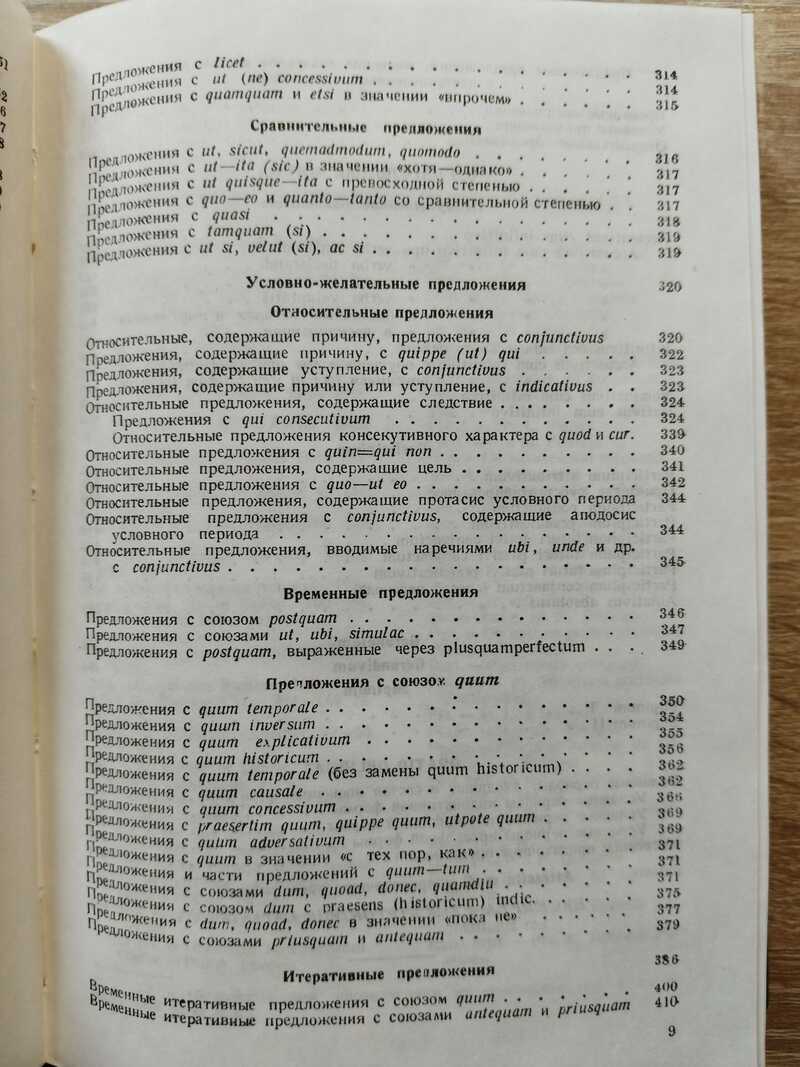 Предложения с licet . . . . . . . . . . . . . 314
Предложения с ut (ne) concessivum . . . . . . . . . . 314
Предложения с quamquam и etsi в значении «впрочем» . . . . . . 315
Сравнительные предложения
Предложения с ut, sicut, quemadmodum, quomodo . . . . 316
Предложения с ut—ita (sic) в значении «хотя—однако» . . . . . 317
Предложения с ut quisque—ita с превосходной степенью . . . . . 317
Предложения с quo—eo и quanto—tanto со сравнительной степенью . . 317
Предложения с quasi . . . . . . . . . . . . . 318
Предложения с tamquam (si) . . . . . . . . . . . . 319
Предложения с ut si, velut (si), ac si . . . . . . . . . . 319
Условно-желательные предложения 320
Относительные предложения
Относительные, содержащие причину, предложения с conjunctivus 320
Предложения, содержащие причину, с quippe (ut) qui . . . . . 322
Предложения, содержащие уступление, с conjunctivus . . . . . . 323
Предложения, содержащие причину или уступление, с indicativus . . 323
Относительные предложения, содержащие следствие . . . . . . . . 324
Предложения с qui consecutivum . . . . . . . . . . 324
Относительные предложения консекутивного характера с quod и cur. 339
Относительные предложения с quin=qui non . . . . . . . . . . 340
Относительные предложения, содержащие цель . . . . . . . . . 341
Относительные предложения с quo—ut eo . . . . . . . . . . . 342
Относительные предложения, содержащие протасис условного периода 344
Относительные предложения с conjunctivus, содержащие аподосис
условного периода . . . . . . . . . . . . . . 344
Относительные предложения, вводимые наречиями ubi, unde и др.
с conjunctivus . . . . . . . . . . . . . . . . 345
Временные предложения
Предложения с союзом postquam . . . . . . . . . . . . . 346
Предложения с союзами ut, ubi, simulac . . . . . . . . . . . 347
Предложения с postquam, выраженные через plusquamperfectum . . . . 349
Предложения с союзом quum
Предложения с quum temporale . . . . . . . . . . . . . . 350
Предложения с quum inversum . . . . . . . . . . . . . . 354
Предложения с quum explicativum . . . . . . . . . . . . 355
Предложения с quum historicum . . . . . . . . . . . . . . 356
Предложения с quum temporale (без замены quum historicum) . . . . 362
Предложения с quum causale . . . . . . . . . . . . . . 362
Предложения с quum concessivum . . . . . . . . . . . . . 366
Предложения с praesertim quum, quippe quum, utpote quum . . . . . 369
Предложения с quum adversativum . . . . . . . . . . . . 369
Предложения с quum в значении «с тех пор, как» . . . . . . . . 371
Предложения и части предложений с quum—tum . . . . . . . . 371
Предложения с союзами dum, quoad, donec, quamdiu . . . . . . . 371
Предложения с союзом dum с praesens (historicum) indic. . . . . . 375
Предложения с dum, quoad, donec в значении «пока не» . . . . . . 377
Предложения с союзами priusquam и antequam . . . . . . . . . 379
Итеративные предложения 386
Временные итеративные предложения с союзом quum . . . . . . . 400
Временные итеративные предложения с союзами antequam и priusquam 410
9